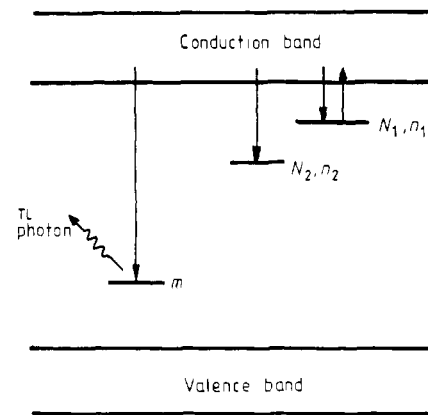 Conduction band
N₁, n₁
N₂, n₂
TL
photon
m
Valence band